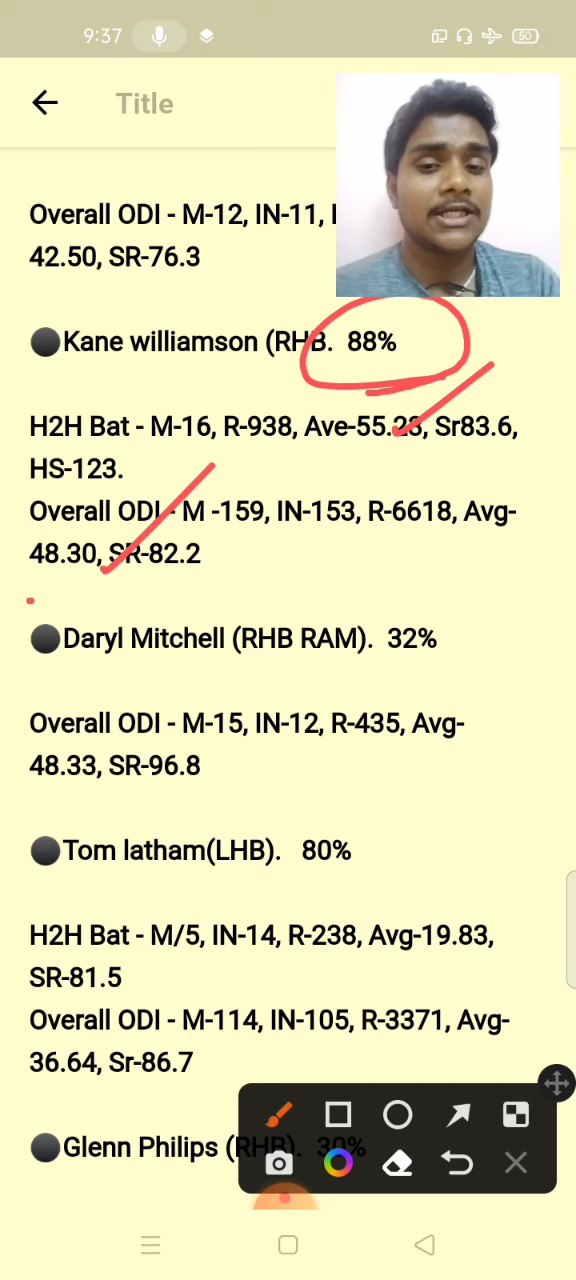 9:37
50
Title
Overall ODI - M-12, IN-11,
42.50, SR-76.3
Kane williamson (RHB. 88%
H2H Bat - M-16, R-938, Ave-55.23, Sr83.6,
HS-123.
Overall ODI - M -159, IN-153, R-6618, Avg-
48.30, SR-82.2
Daryl Mitchell (RHB RAM). 32%
Overall ODI - M-15, IN-12, R-435, Avg-
48.33, SR-96.8
Tom latham(LHB). 80%
H2H Bat - M/5, IN-14, R-238, Avg-19.83,
SR-81.5
Overall ODI - M-114, IN-105, R-3371, Avg-
36.64, Sr-86.7
Glenn Philips (RHB). 30%